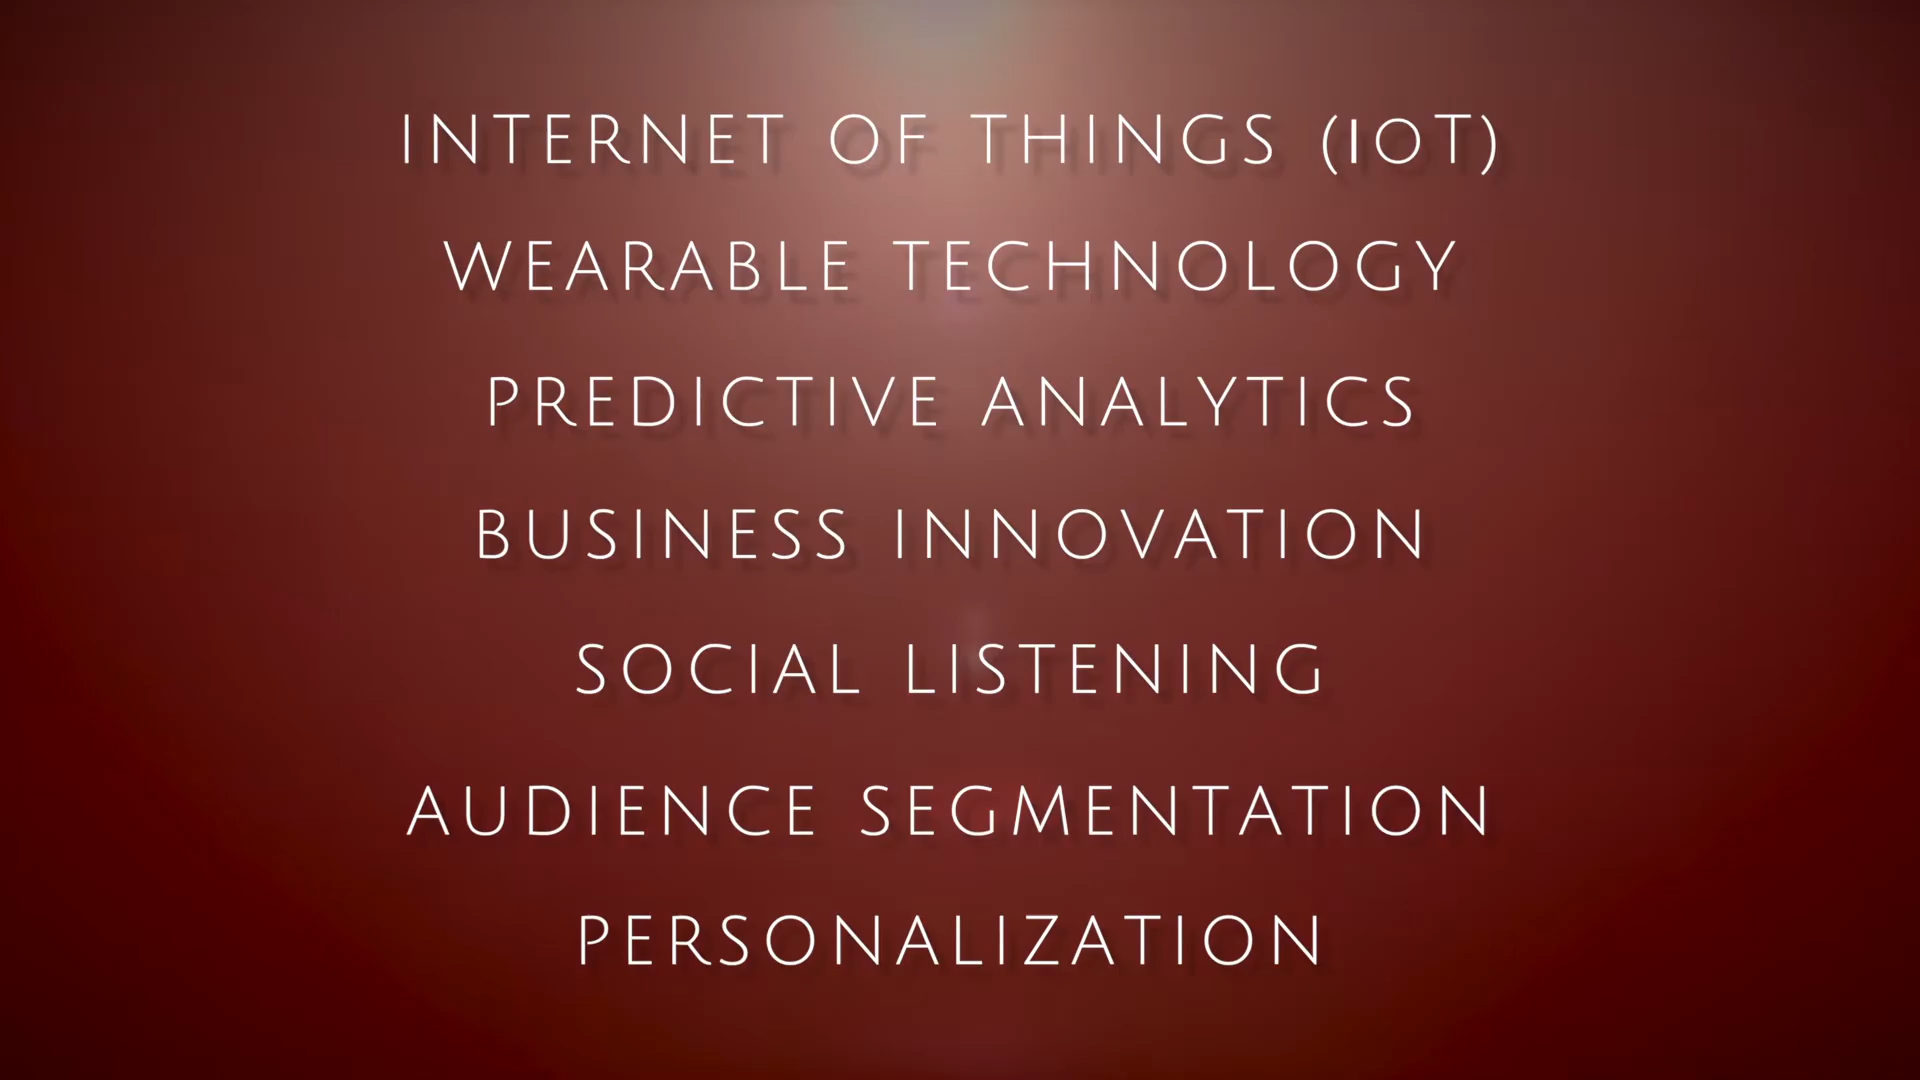 INTERNET OF THINGS (IOT)
WEARABLE TECHNOLOGY
PREDICTIVE ANALYTICS
BUSINESS INNOVATION
SOCIAL LISTENING
AUDIENCE SEGMENTATION
PERSONALIZATION